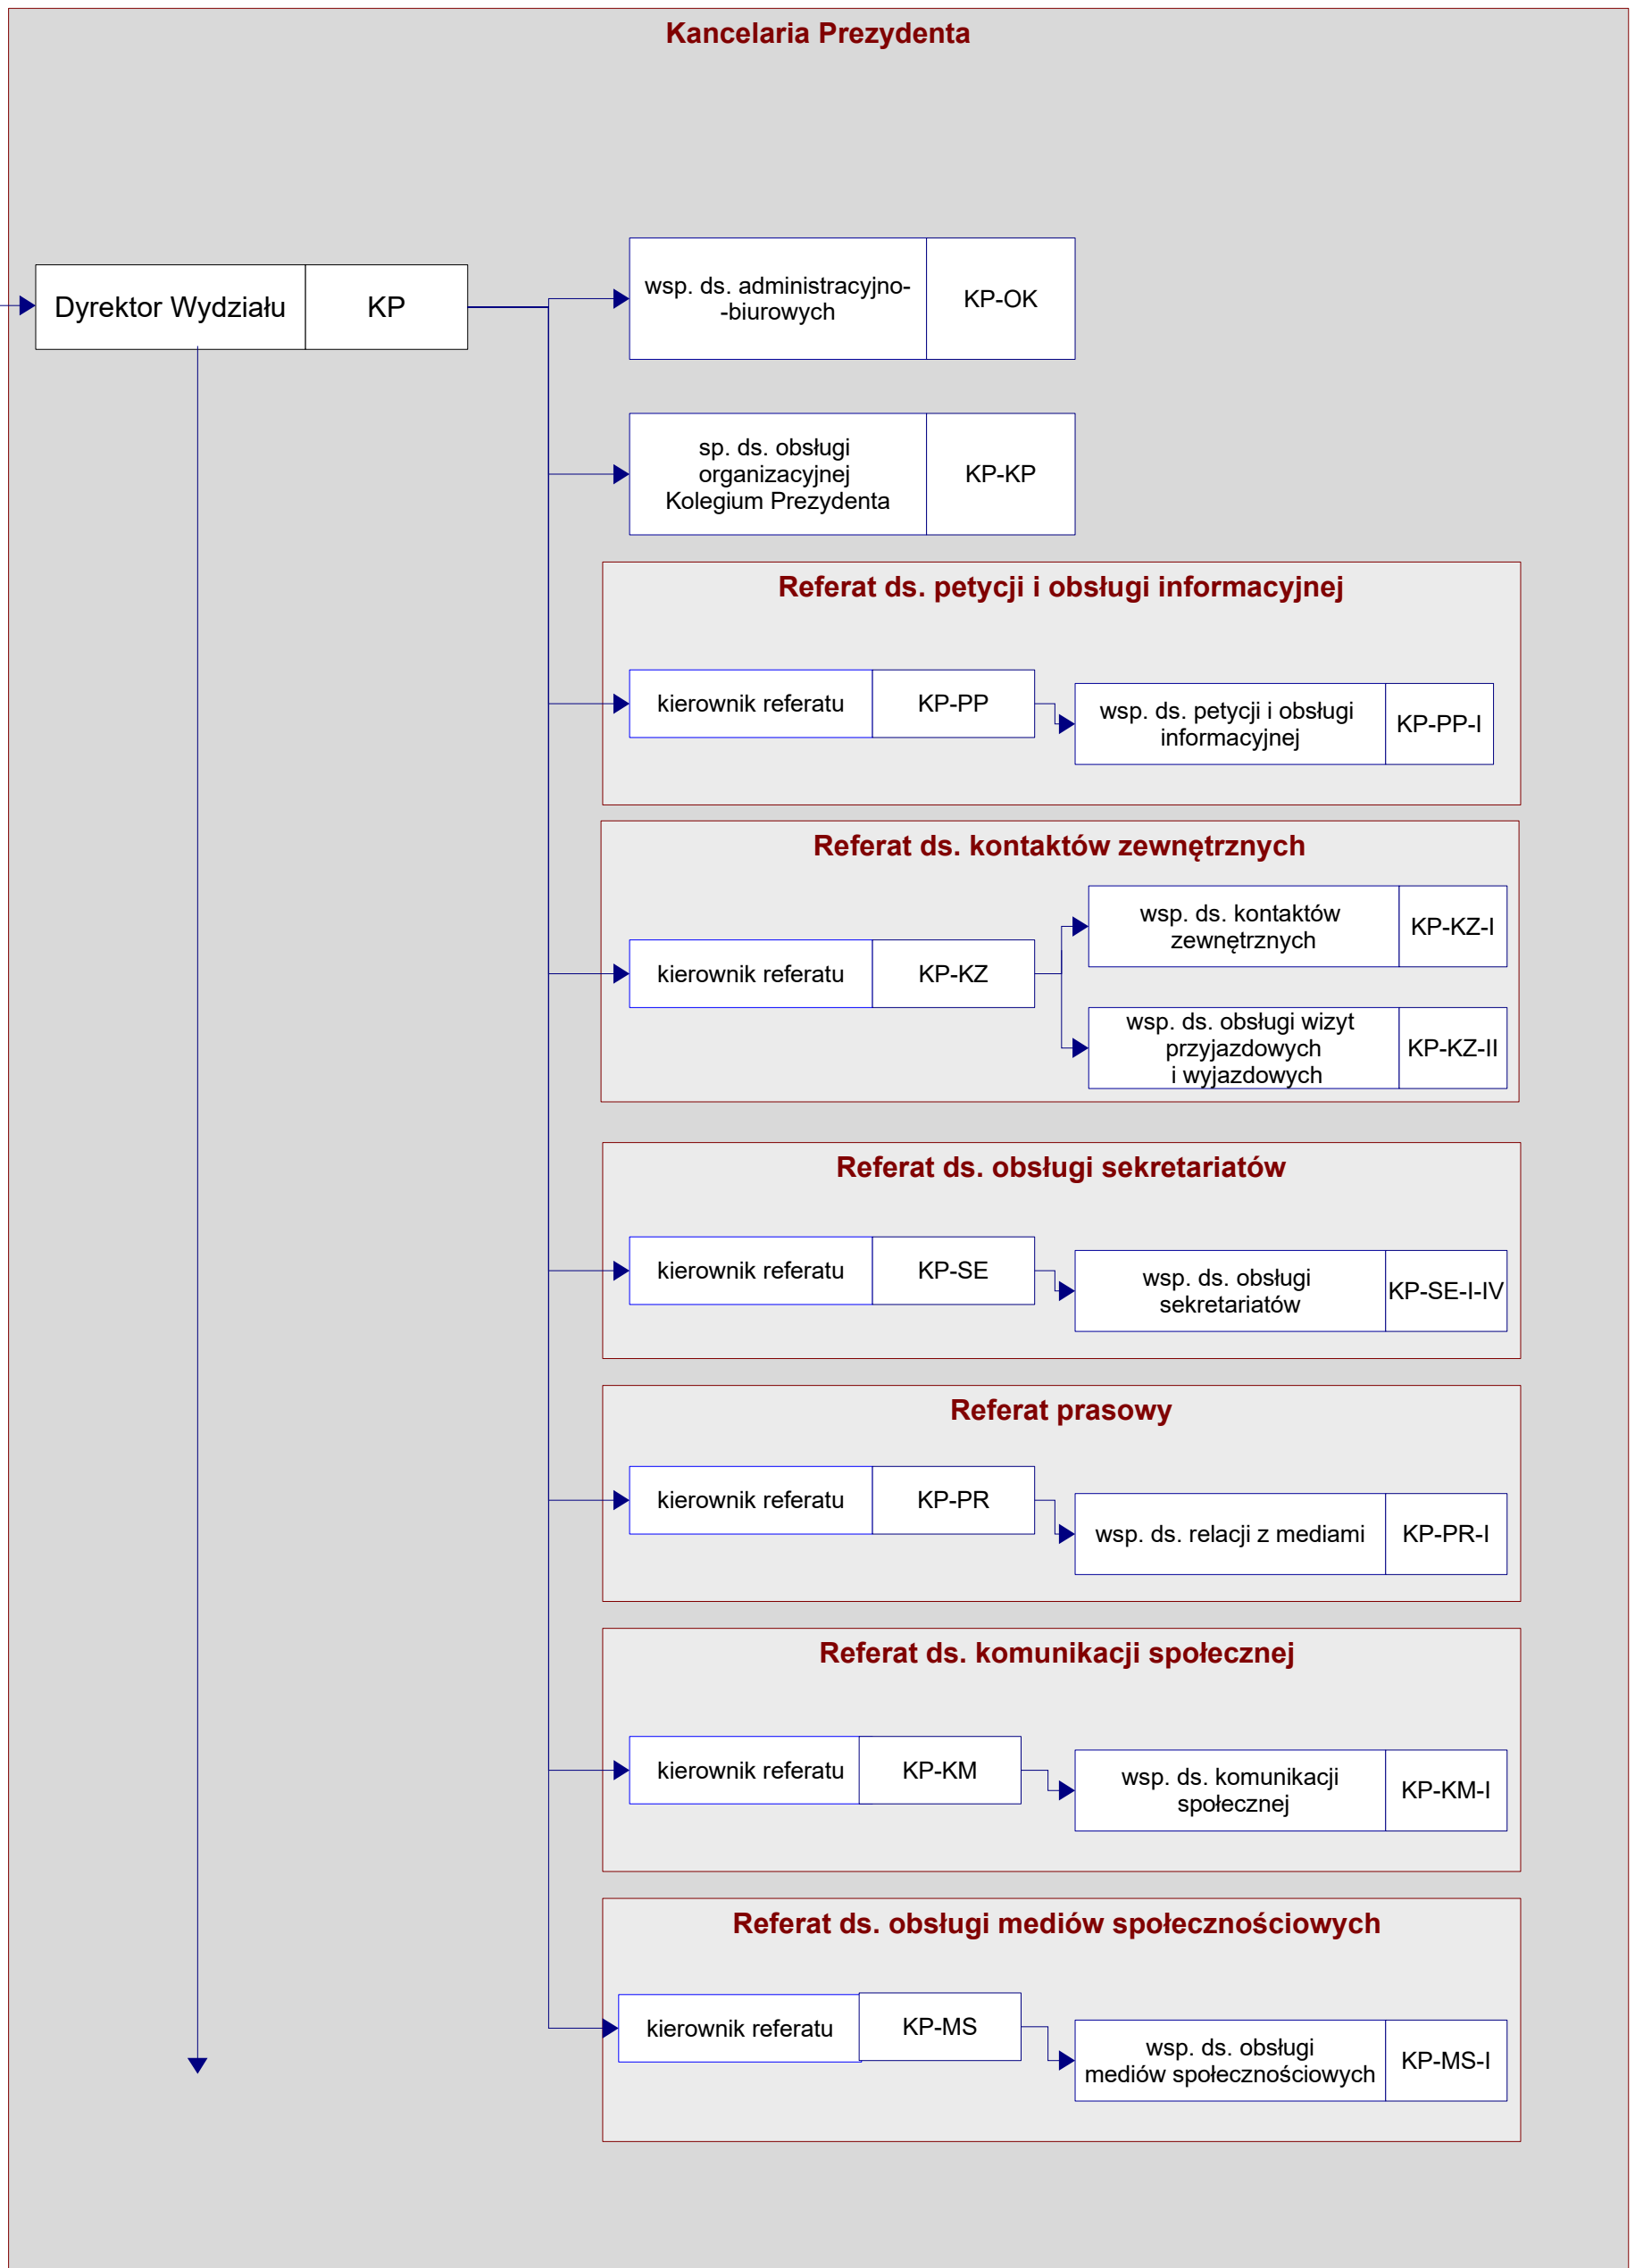 Kancelaria Prezydenta
Dyrektor Wydziału
KP
wsp. ds. administracyjno-
-biurowych
KP-OK
sp. ds. obsługi
organizacyjnej
Kolegium Prezydenta
KP-KP
Referat ds. petycji i obsługi informacyjnej
kierownik referatu
KP-PP
wsp. ds. petycji i obsługi
informacyjnej
KP-PP-I
Referat ds. kontaktów zewnętrznych
kierownik referatu
KP-KZ
wsp. ds. kontaktów
zewnętrznych
KP-KZ-I
wsp. ds. obsługi wizyt
przyjazdowych
i wyjazdowych
KP-KZ-II
Referat ds. obsługi sekretariatów
kierownik referatu
KP-SE
wsp. ds. obsługi
sekretariatów
KP-SE-I-IV
Referat prasowy
kierownik referatu
KP-PR
wsp. ds. relacji z mediami
KP-PR-I
Referat ds. komunikacji społecznej
kierownik referatu
KP-KM
wsp. ds. komunikacji
społecznej
KP-KM-I
Referat ds. obsługi mediów społecznościowych
kierownik referatu
KP-MS
wsp. ds. obsługi
mediów społecznościowych
KP-MS-I